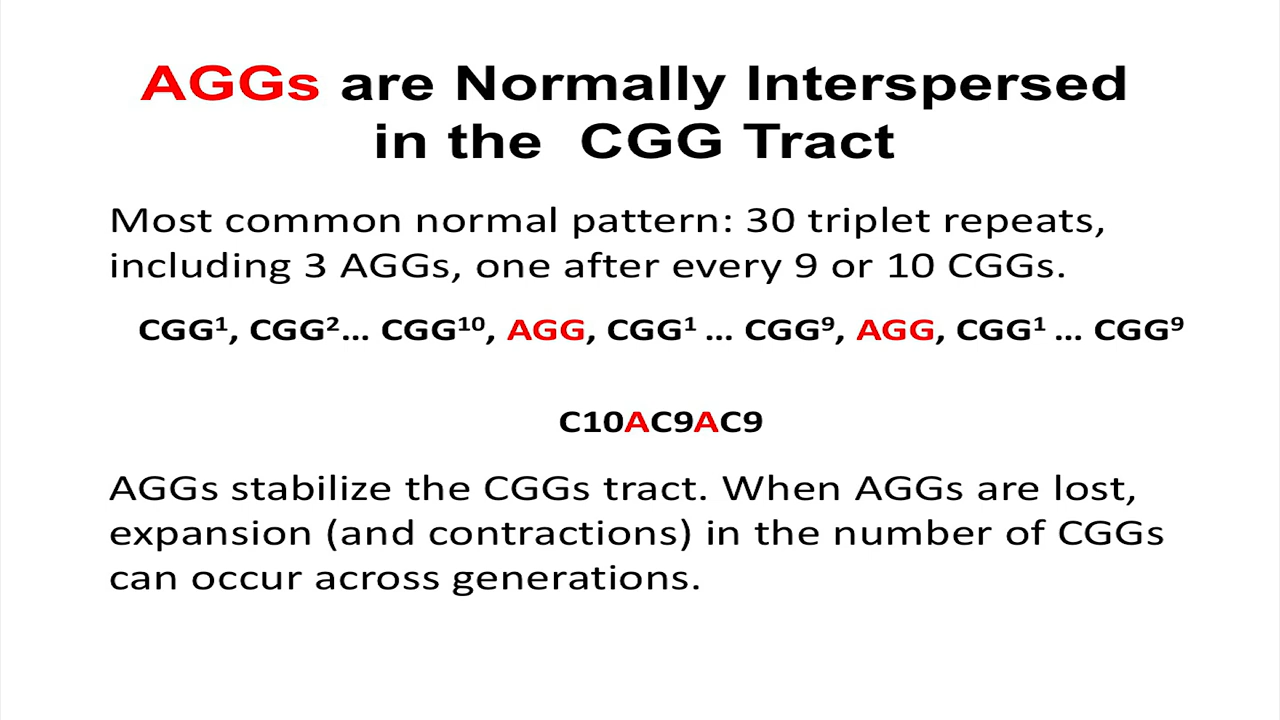 AGGs are Normally Interspersed
in the CGG Tract
Most common normal pattern: 30 triplet repeats,
including 3 AGGs, one after every 9 or 10 CGGs.
CGG¹, CGG²... CGG¹⁰, AGG, CGG¹ ... CGG⁹, AGG, CGG¹ ... CGG⁹
C10AC9AC9
AGGs stabilize the CGGs tract. When AGGs are lost,
expansion (and contractions) in the number of CGGs
can occur across generations.